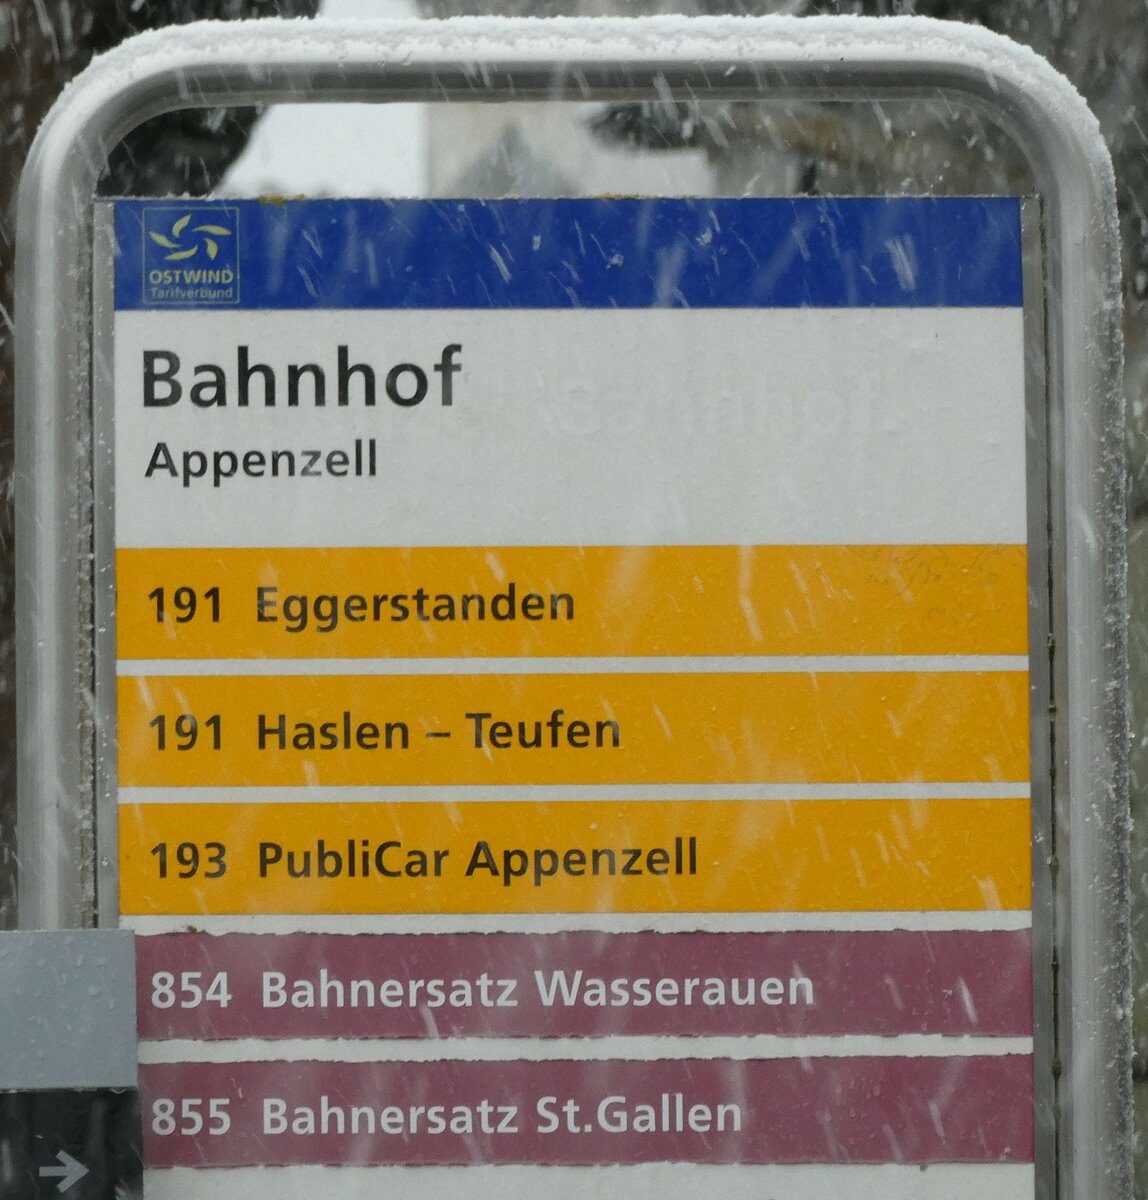 OSTWIND
Tarifverbund
Bahnhof
Appenzell
191 Eggerstanden
191 Haslen – Teufen
193 PubliCar Appenzell
854 Bahnersatz Wasserauen
855 Bahnersatz St.Gallen